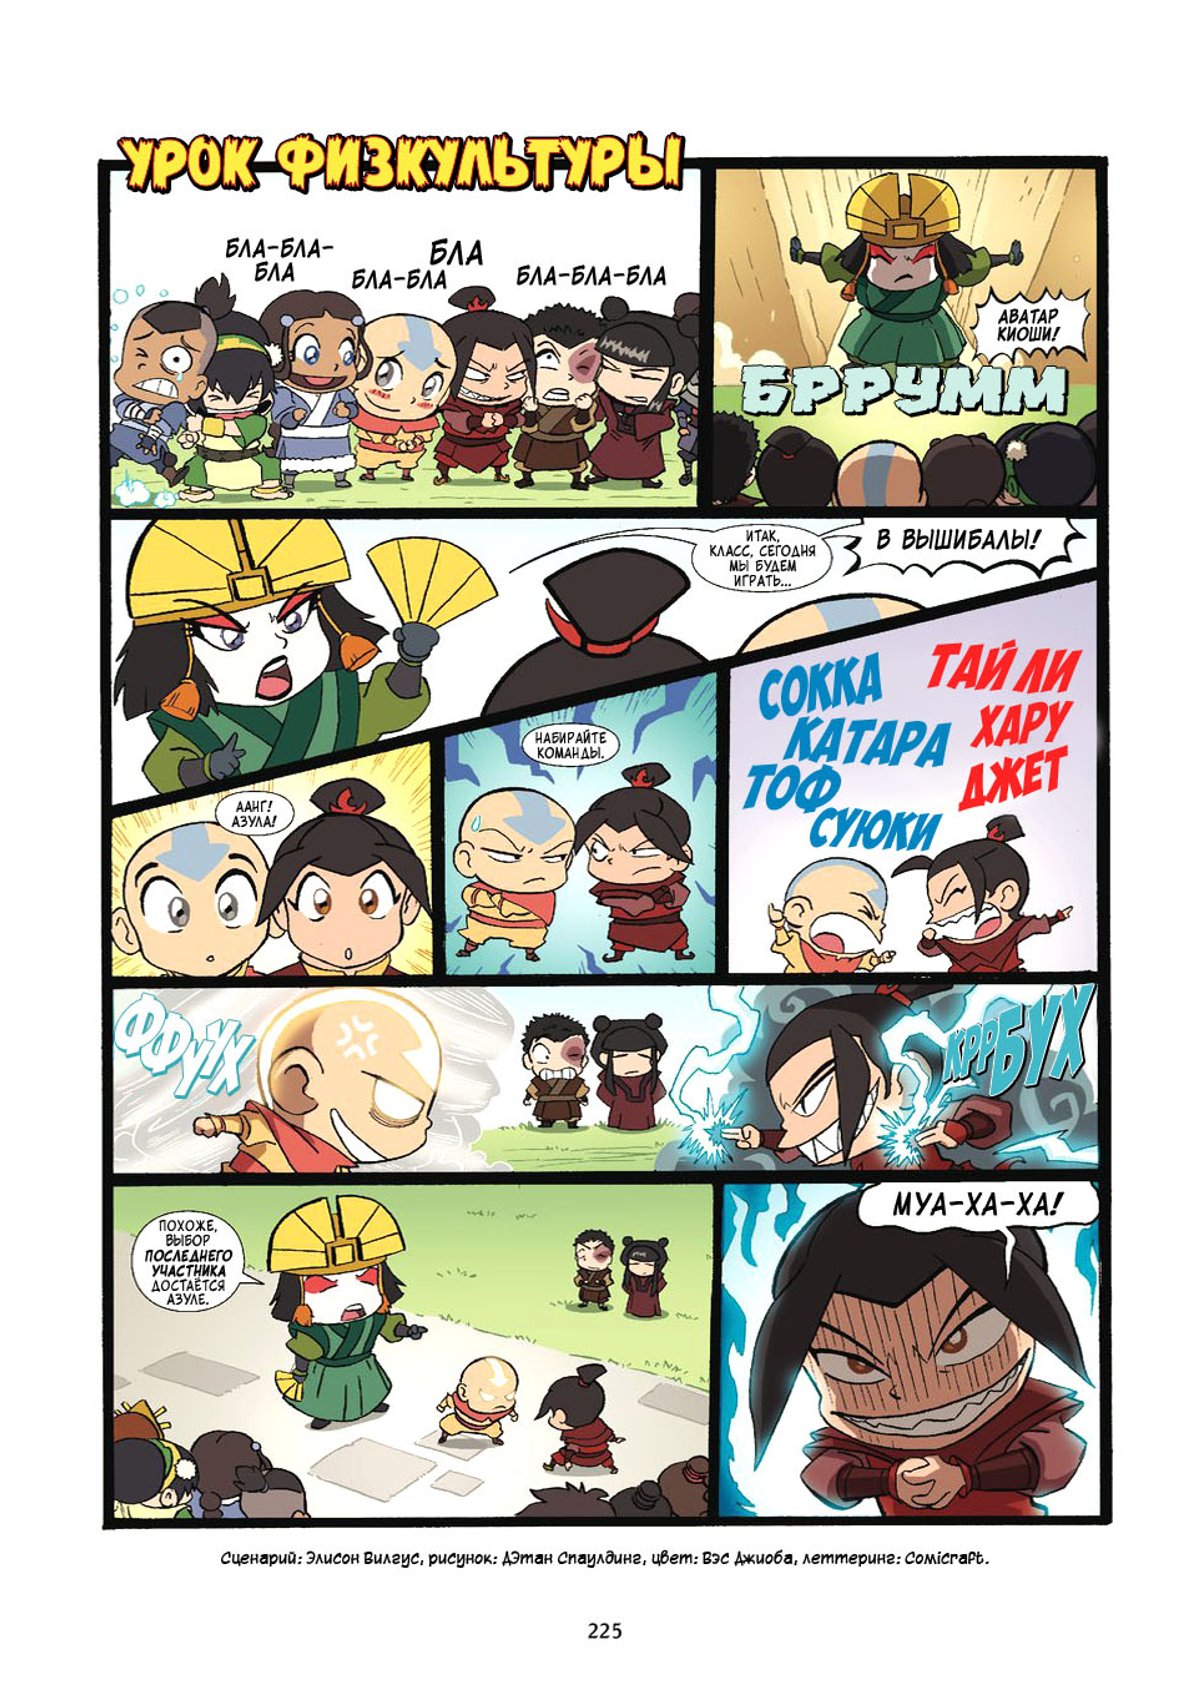 УРОК ФИЗКУЛЬТУРЫ
БЛА-БЛА-
БЛА
БЛА-БЛА
БЛА
БЛА-БЛА-БЛА
АВАТАР
КИОШИ!
БРРУММ
ИТАК,
КЛАСС, СЕГОДНЯ
МЫ БУДЕМ
ИГРАТЬ...
В ВЫШИБАЛЫ!
ААНГ!
АЗУЛА!
НАБИРАЙТЕ
КОМАНДЫ.
СОККА
КАТАРА
ТОФ
СУЮКИ
ТАЙ ЛИ
ХАРУ
ДЖЕТ
ФФУУХ
КРРБУХ
ПОХОЖЕ,
ВЫБОР
ПОСЛЕДНЕГО
УЧАСТНИКА
ДОСТАЁТСЯ
АЗУЛЕ.
МУА-ХА-ХА!
Сценарий: Элисон Вилгус, рисунок: Дэтан Спаулдинг, цвет: Вэс Джиоба, леттеринг: Comicraft.
225